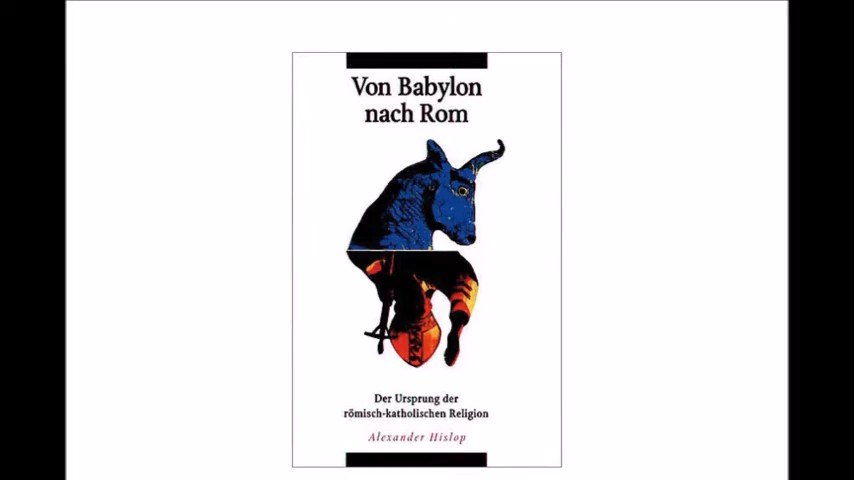 Von Babylon
nach Rom
Der Ursprung der
römisch-katholischen Religion
Alexander Hislop